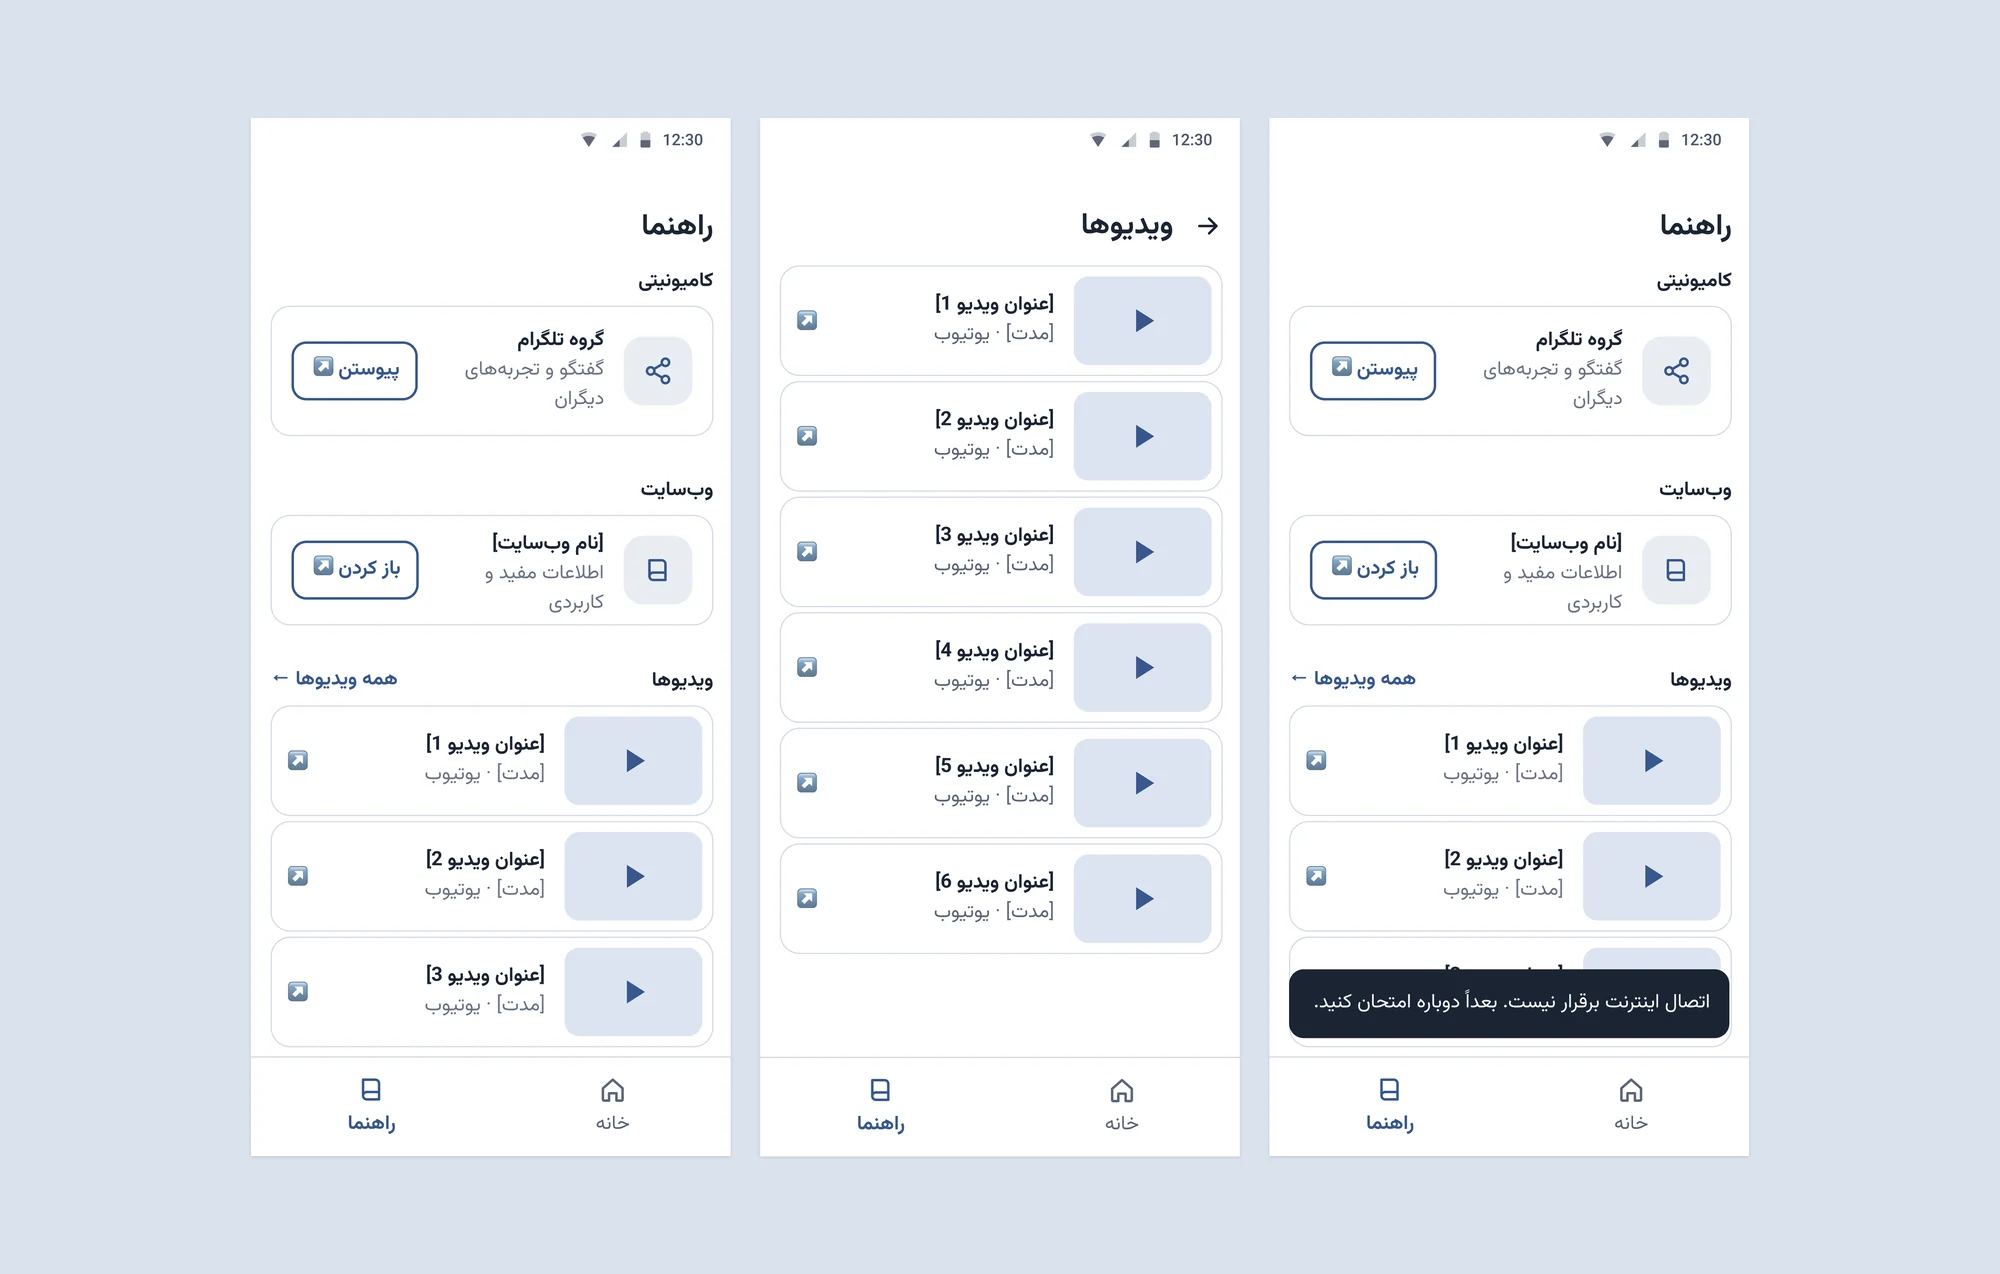 12:30
راهنما
کامیونیتی
گروه تلگرام
گفتگو و تجربه‌های
دیگران
پیوستن ↗
وب‌سایت
[نام وب‌سایت]
اطلاعات مفید و
کاربردی
باز کردن ↗
ویدیوها
همه ویدیوها ←
[عنوان ویدیو 1]
[مدت] · یوتیوب
[عنوان ویدیو 2]
[مدت] · یوتیوب
[عنوان ویدیو 3]
[مدت] · یوتیوب
خانه
راهنما
12:30
→ ویدیوها
[عنوان ویدیو 1]
[مدت] · یوتیوب
[عنوان ویدیو 2]
[مدت] · یوتیوب
[عنوان ویدیو 3]
[مدت] · یوتیوب
[عنوان ویدیو 4]
[مدت] · یوتیوب
[عنوان ویدیو 5]
[مدت] · یوتیوب
[عنوان ویدیو 6]
[مدت] · یوتیوب
خانه
راهنما
12:30
راهنما
کامیونیتی
گروه تلگرام
گفتگو و تجربه‌های
دیگران
پیوستن ↗
وب‌سایت
[نام وب‌سایت]
اطلاعات مفید و
کاربردی
باز کردن ↗
ویدیوها
همه ویدیوها ←
[عنوان ویدیو 1]
[مدت] · یوتیوب
[عنوان ویدیو 2]
[مدت] · یوتیوب
اتصال اینترنت برقرار نیست. بعداً دوباره امتحان کنید.
خانه
راهنما